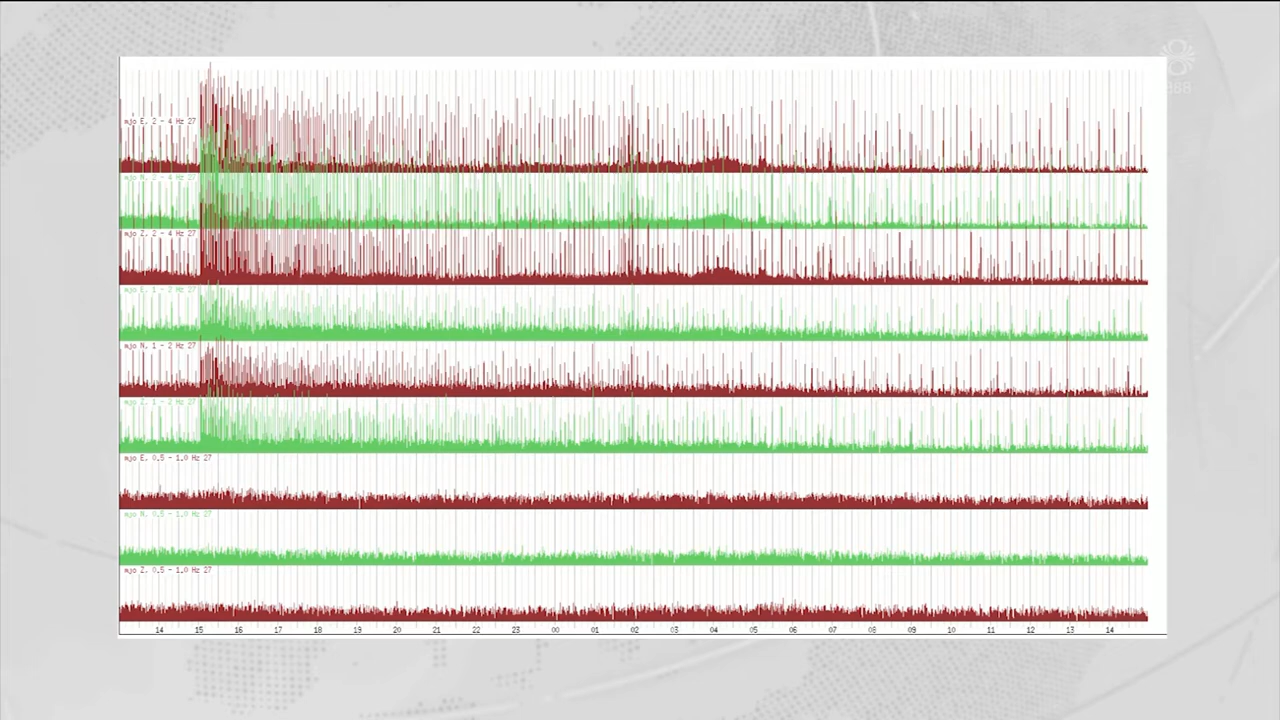 888
mjo E, 2 - 4 Hz 27
mjo N, 2 - 4 Hz 27
mjo Z, 2 - 4 Hz 27
mjo E, 1 - 2 Hz 27
mjo N, 1 - 2 Hz 27
mjo Z, 1 - 2 Hz 27
mjo E, 0.5 - 1.0 Hz 27
mjo N, 0.5 - 1.0 Hz 27
mjo Z, 0.5 - 1.0 Hz 27
14 15 16 17 18 19 20 21 22 23 00 01 02 03 04 05 06 07 08 09 10 11 12 13 14